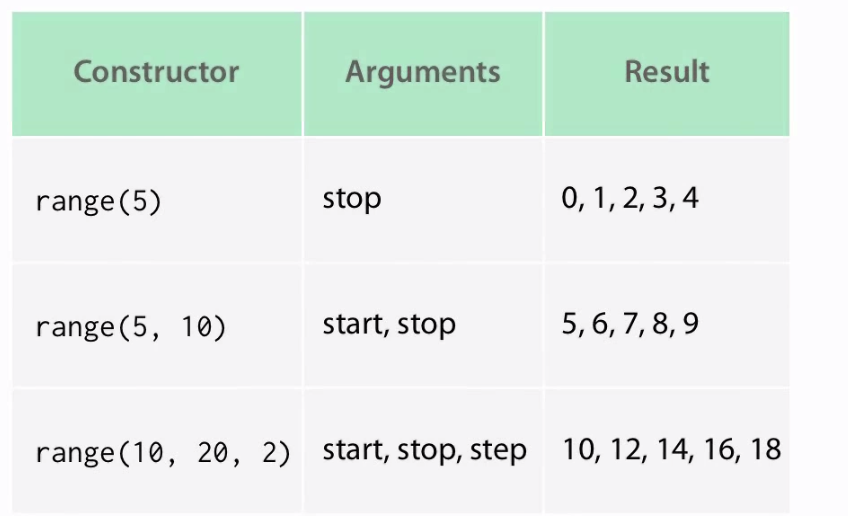 Constructor Arguments Result
range(5) stop 0, 1, 2, 3, 4
range(5, 10) start, stop 5, 6, 7, 8, 9
range(10, 20, 2) start, stop, step 10, 12, 14, 16, 18